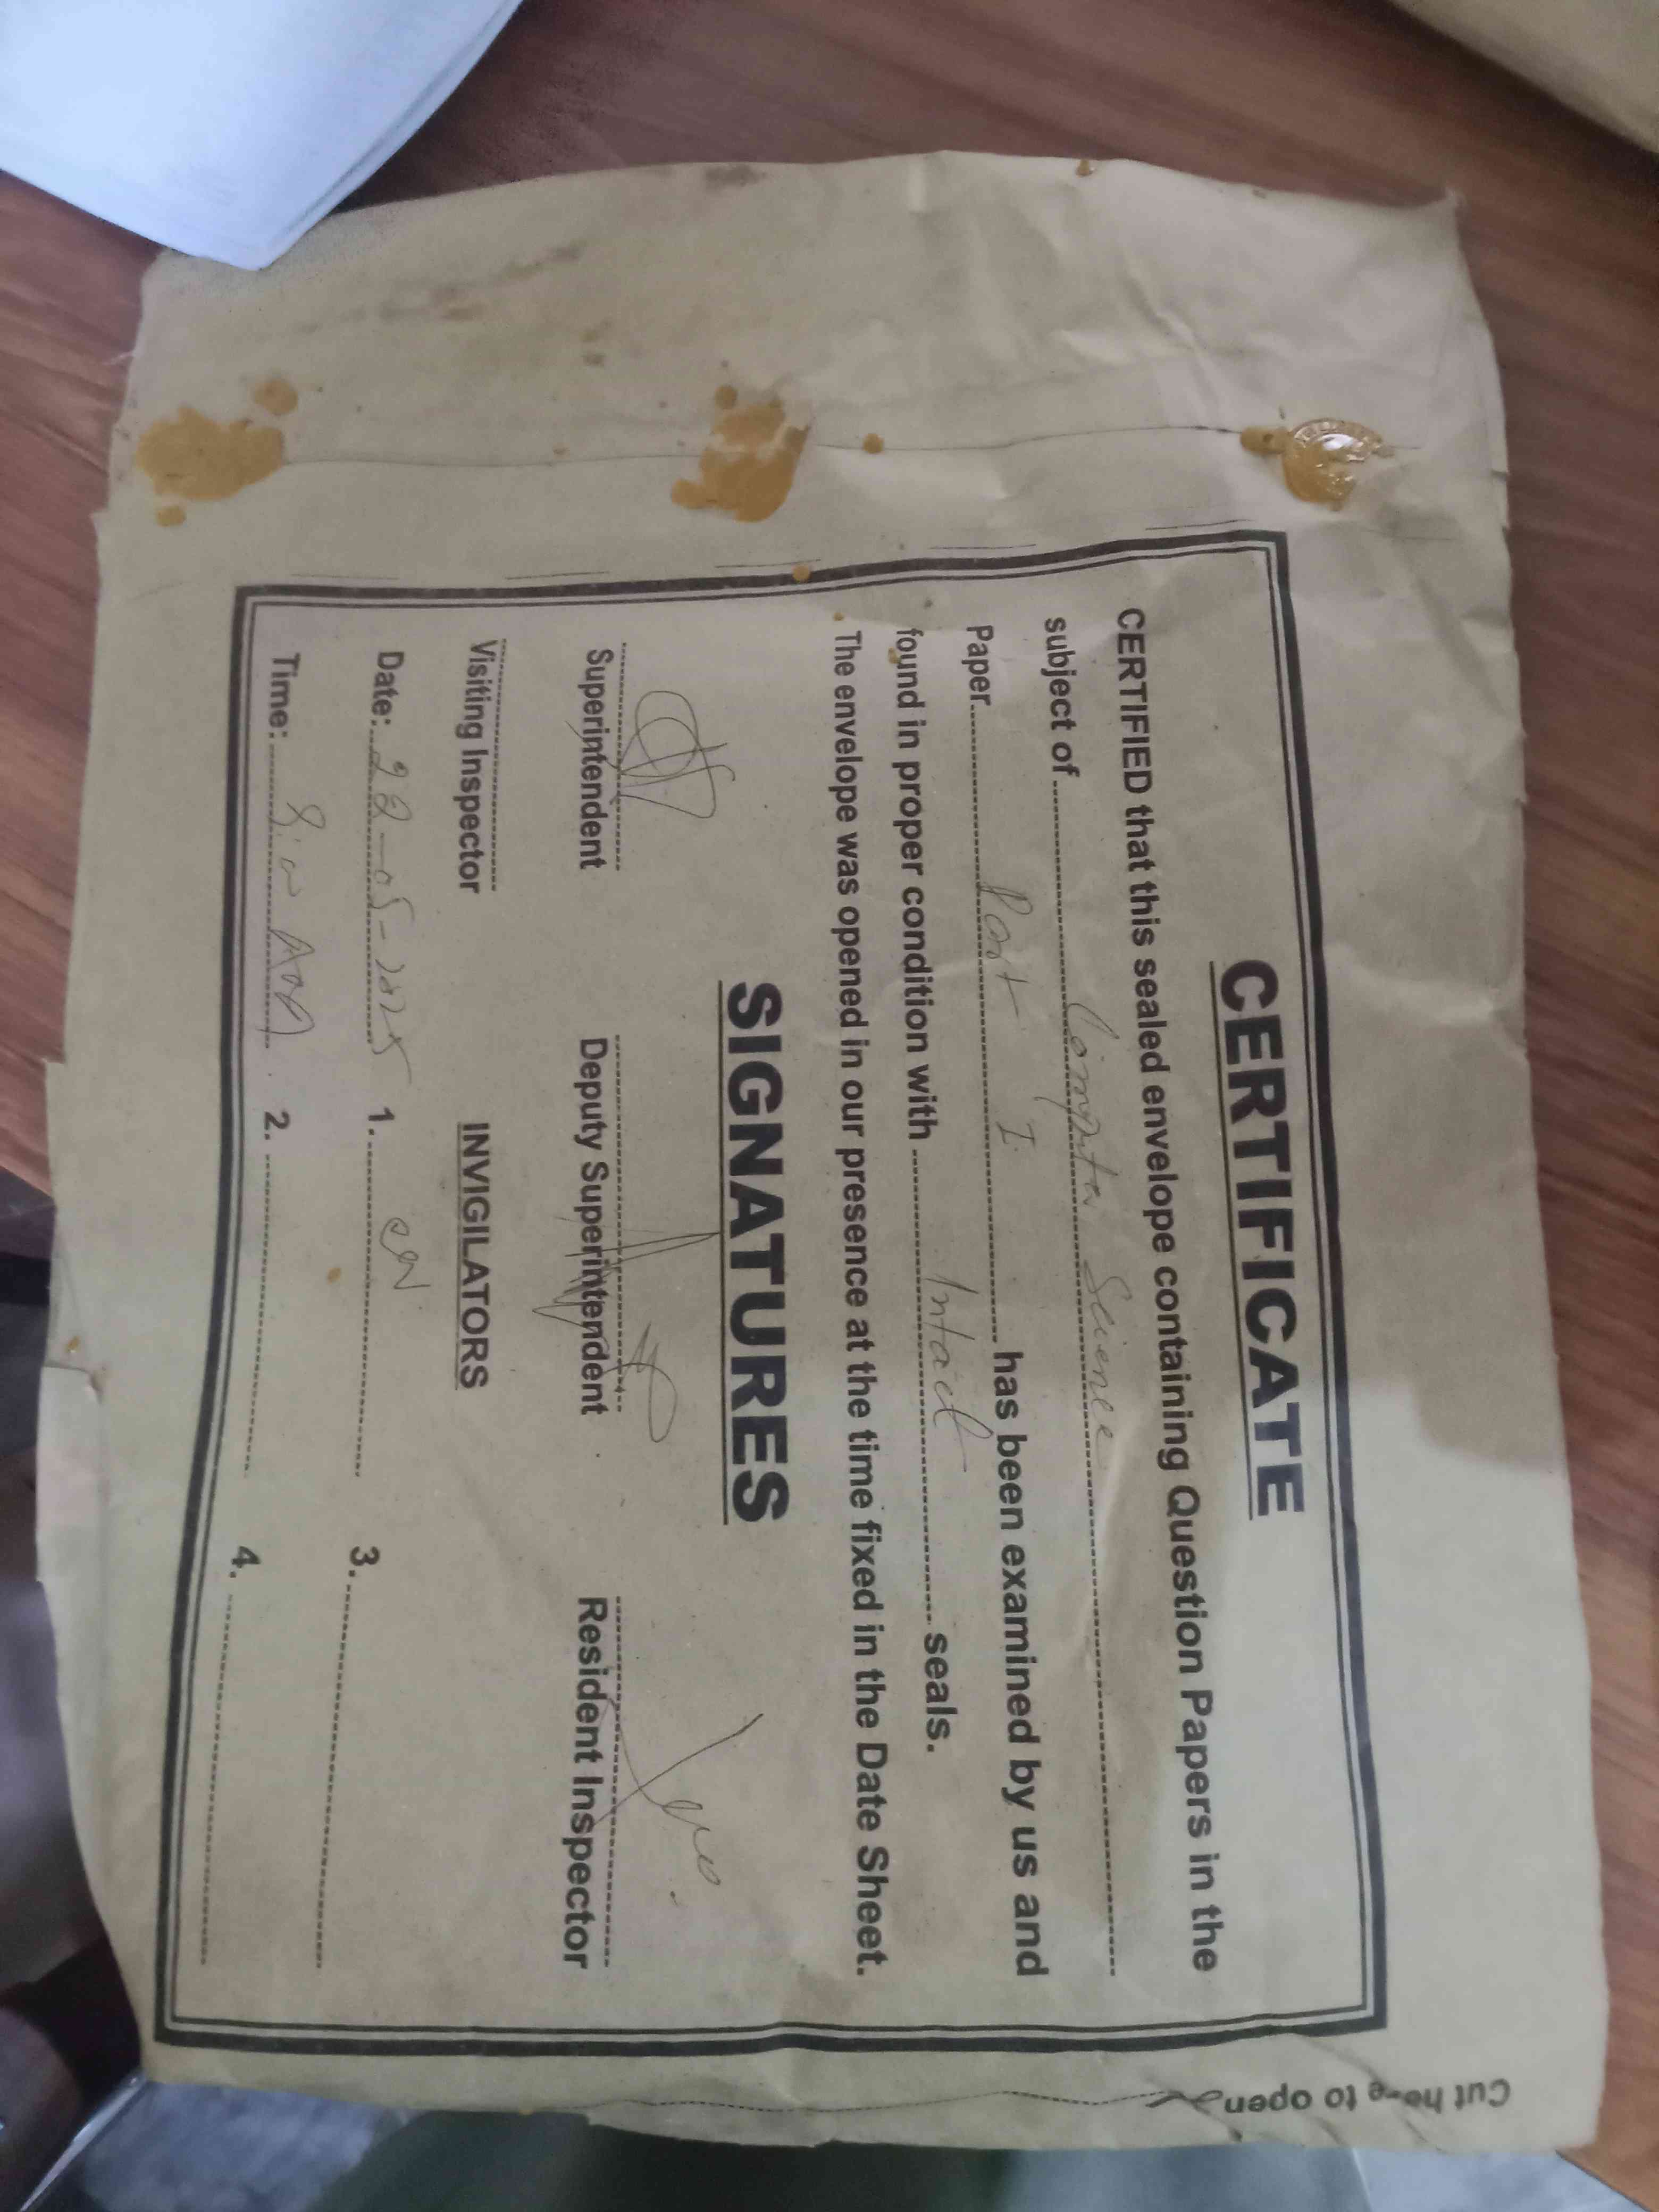 CERTIFICATE
CERTIFIED that this sealed envelope containing Question Papers in the
subject of Computer Science
Paper Part I has been examined by us and
found in proper condition with Intact seals.
The envelope was opened in our presence at the time fixed in the Date Sheet.
SIGNATURES
Superintendent Deputy Superintendent Resident Inspector
Visiting Inspector INVIGILATORS
Date: 28-05-2025 1. 3.
Time: 8:00 2. 4.
Cut here to open